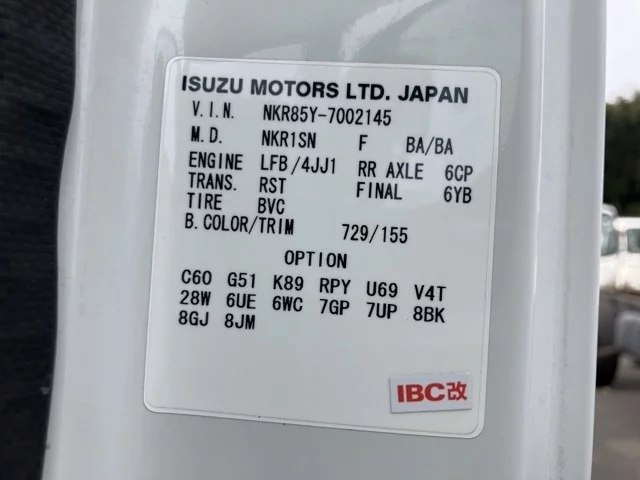 ISUZU MOTORS LTD. JAPAN
V.I.N. NKR85Y-7002145
M.D. NKR1SN F BA/BA
ENGINE LFB/4JJ1 RR AXLE 6CP
TRANS. RST FINAL 6YB
TIRE BVC
B.COLOR/TRIM 729/155
OPTION
C60 G51 K89 RPY U69 V4T
28W 6UE 6WC 7GP 7UP 8BK
8GJ 8JM
IBC改